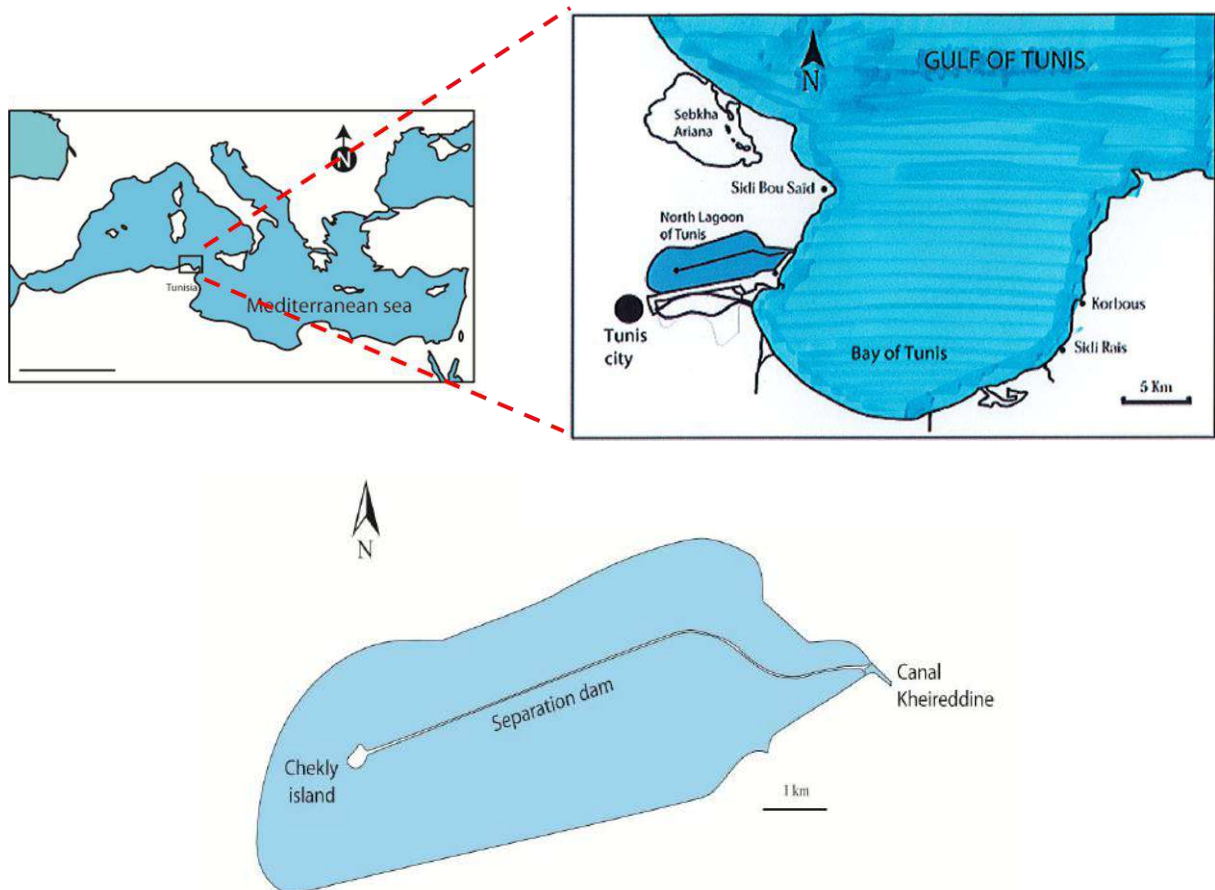 N
Tunisia
Mediterranean sea
GULF OF TUNIS
N
Sebkha
Ariana
Sidi Bou Saïd
North Lagoon
of Tunis
Tunis
city
Bay of Tunis
Korbous
Sidi Rais
5 Km
N
Separation dam
Canal
Kheireddine
Chekly
island
1 km